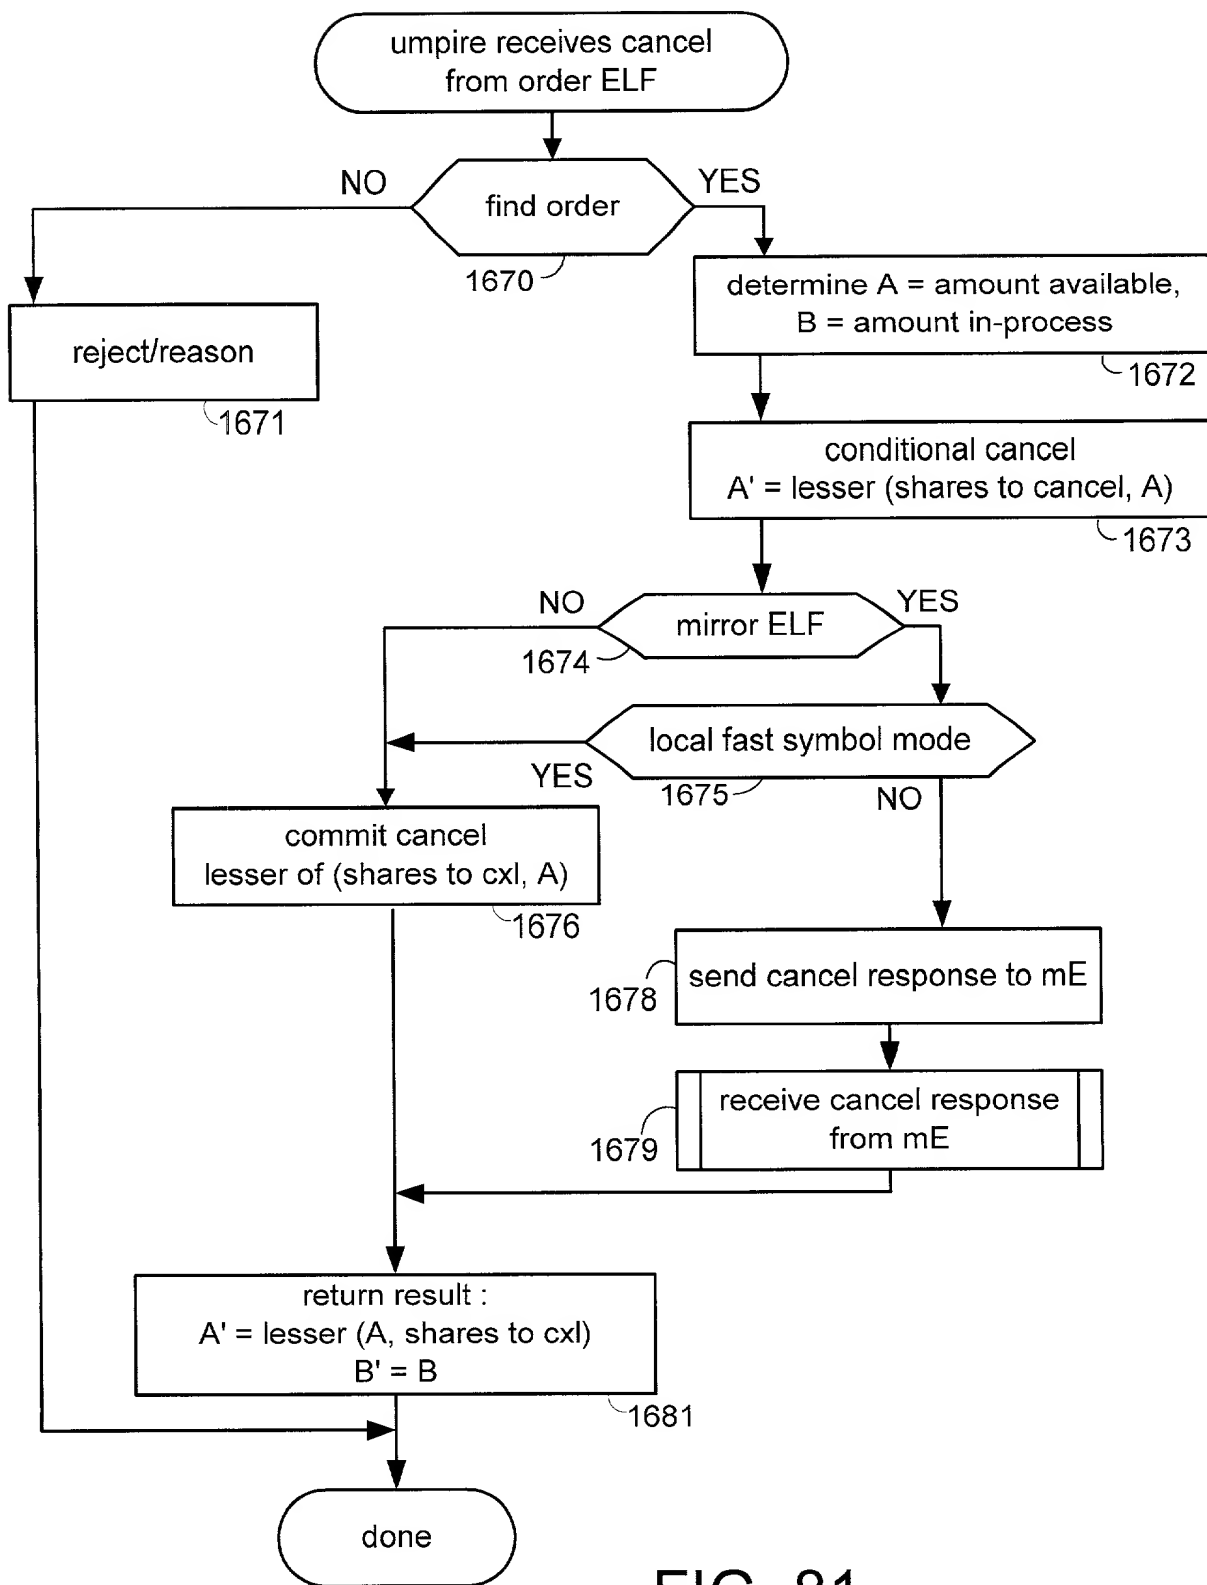 umpire receives cancel
from order ELF
NO
YES
find order
1670
determine A = amount available,
B = amount in-process
1672
reject/reason
1671
conditional cancel
A' = lesser (shares to cancel, A)
1673
NO
YES
mirror ELF
1674
local fast symbol mode
YES
1675
NO
commit cancel
lesser of (shares to cxl, A)
1676
send cancel response to mE
1678
receive cancel response
from mE
1679
return result :
A' = lesser (A, shares to cxl)
B' = B
1681
done
FIG. 81